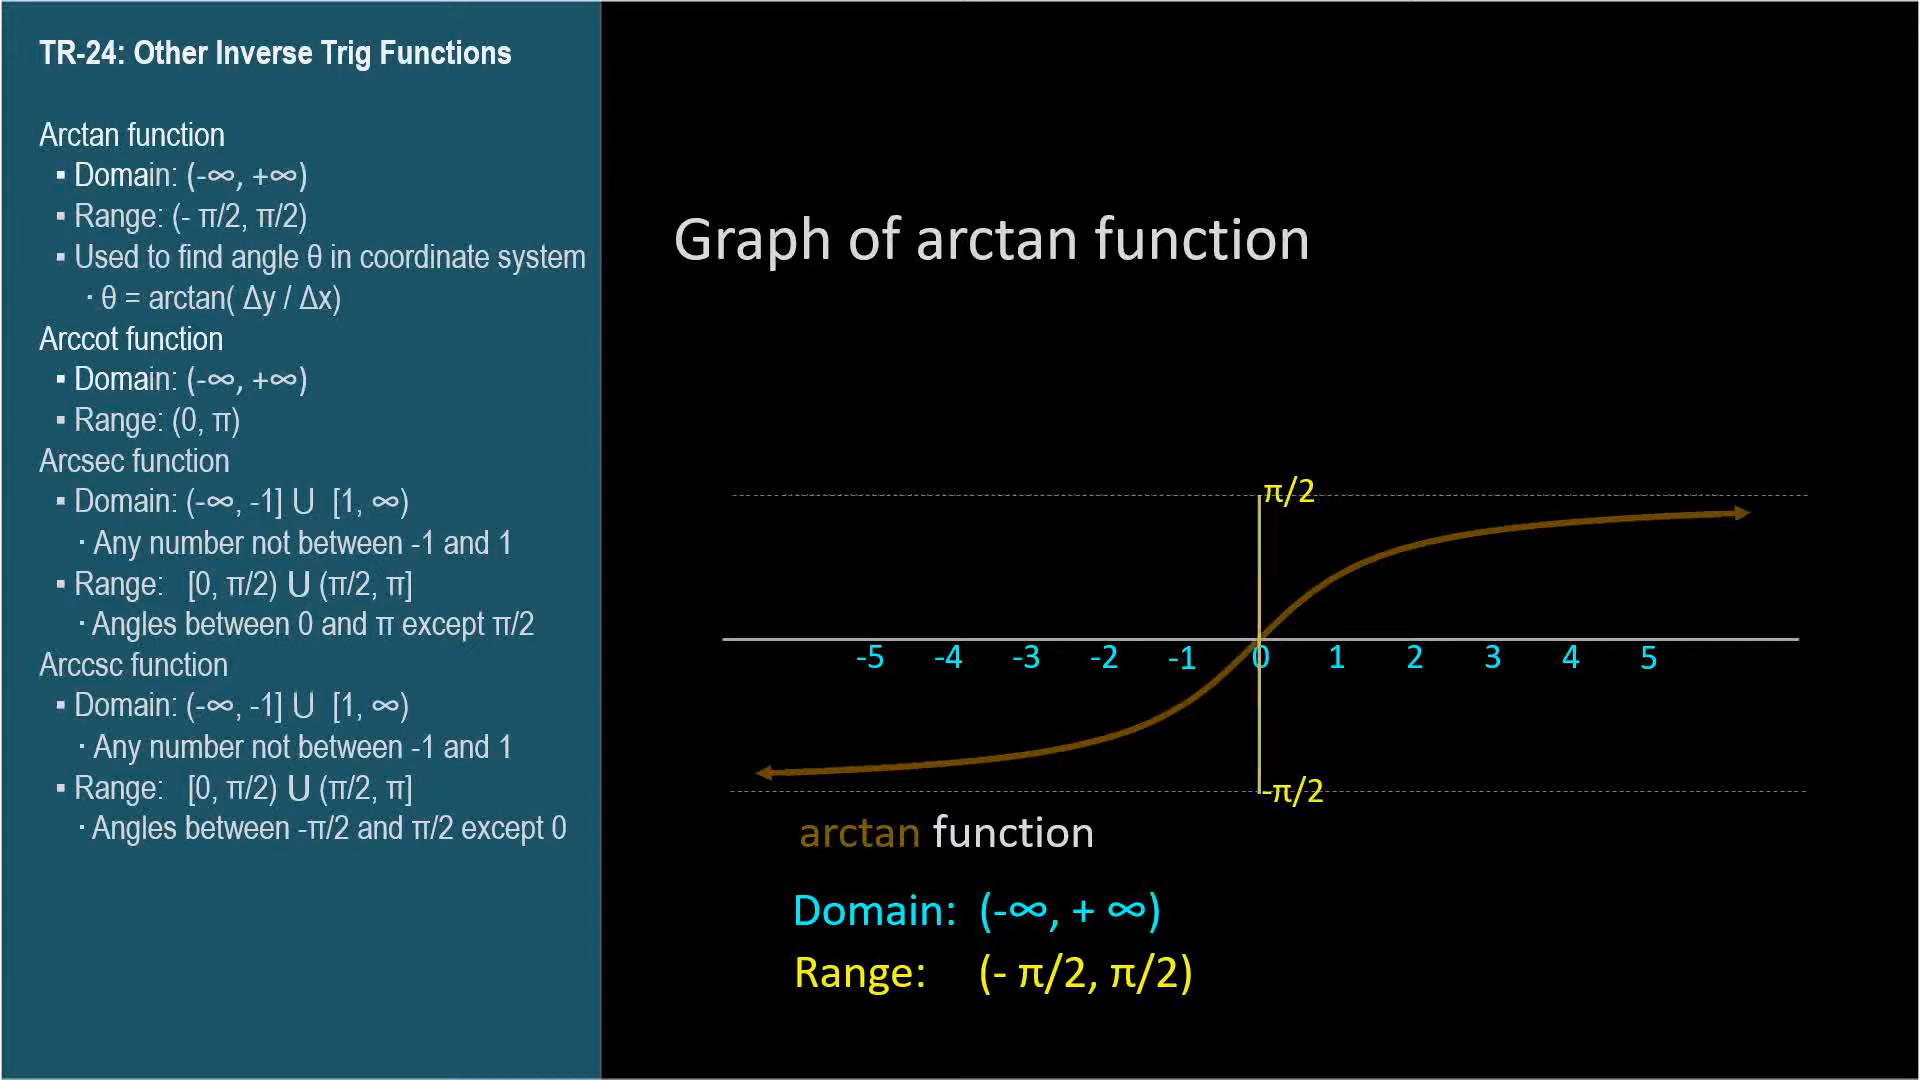 TR-24: Other Inverse Trig Functions
Arctan function
▪ Domain: (-∞, +∞)
▪ Range: (- π/2, π/2)
▪ Used to find angle θ in coordinate system
· θ = arctan( Δy / Δx)
Arccot function
▪ Domain: (-∞, +∞)
▪ Range: (0, π)
Arcsec function
▪ Domain: (-∞, -1] U [1, ∞)
· Any number not between -1 and 1
▪ Range: [0, π/2) U (π/2, π]
· Angles between 0 and π except π/2
Arccsc function
▪ Domain: (-∞, -1] U [1, ∞)
· Any number not between -1 and 1
▪ Range: [0, π/2) U (π/2, π]
· Angles between -π/2 and π/2 except 0
Graph of arctan function
π/2
-5 -4 -3 -2 -1 0 1 2 3 4 5
-π/2
arctan function
Domain: (-∞, + ∞)
Range: (- π/2, π/2)